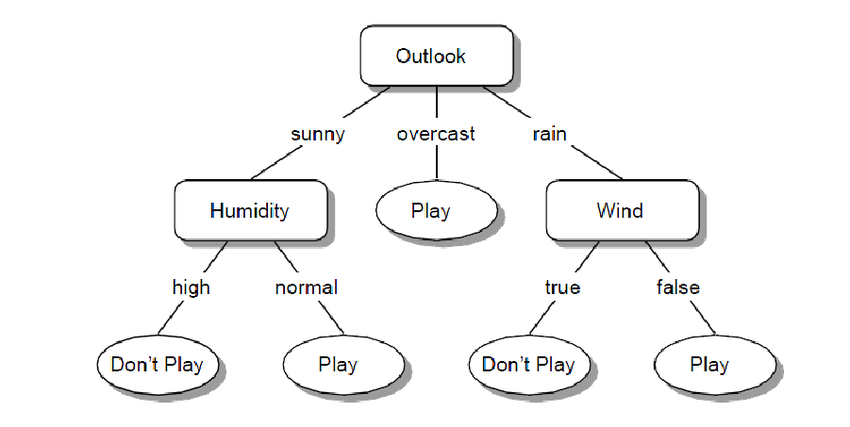 Outlook
sunny
overcast
rain
Humidity
Play
Wind
high
normal
true
false
Don't Play
Play
Don't Play
Play